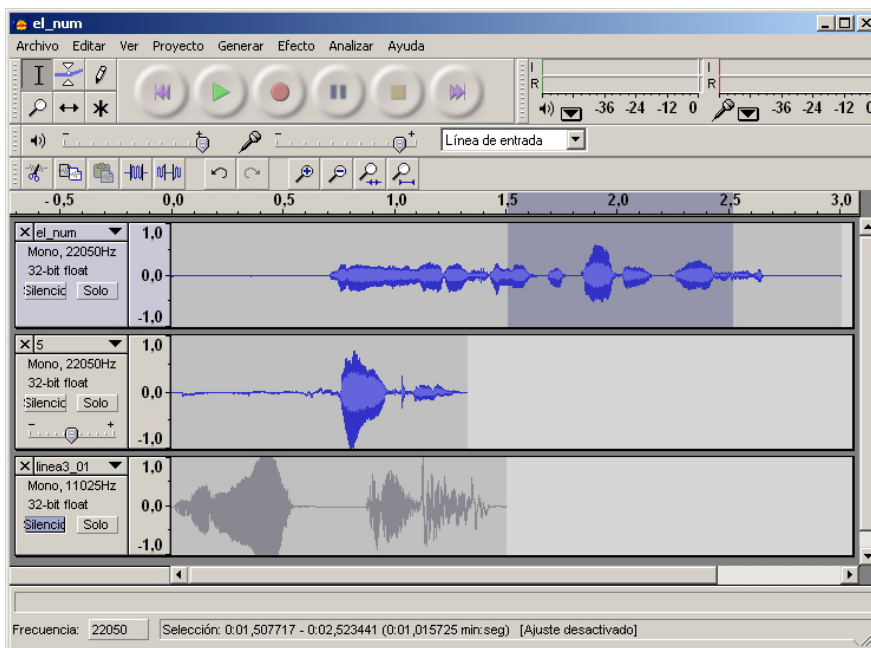 el_num
Archivo Editar Ver Proyecto Generar Efecto Analizar Ayuda
I
R
-36 -24 -12 0
I
R
-36 -24 -12 0
- +
- +
Línea de entrada
- 0,5 0,0 0,5 1,0 1,5 2,0 2,5 3,0
el_num
Mono, 22050Hz
32-bit float
Silencic Solo
1,0
0,0
-1,0
5
Mono, 22050Hz
32-bit float
Silencic Solo
- +
1,0
0,0
-1,0
linea3_01
Mono, 11025Hz
32-bit float
Silencic Solo
1,0
0,0
-1,0
Frecuencia: 22050 Selección: 0:01,507717 - 0:02,523441 (0:01,015725 min:seg) [Ajuste desactivado]